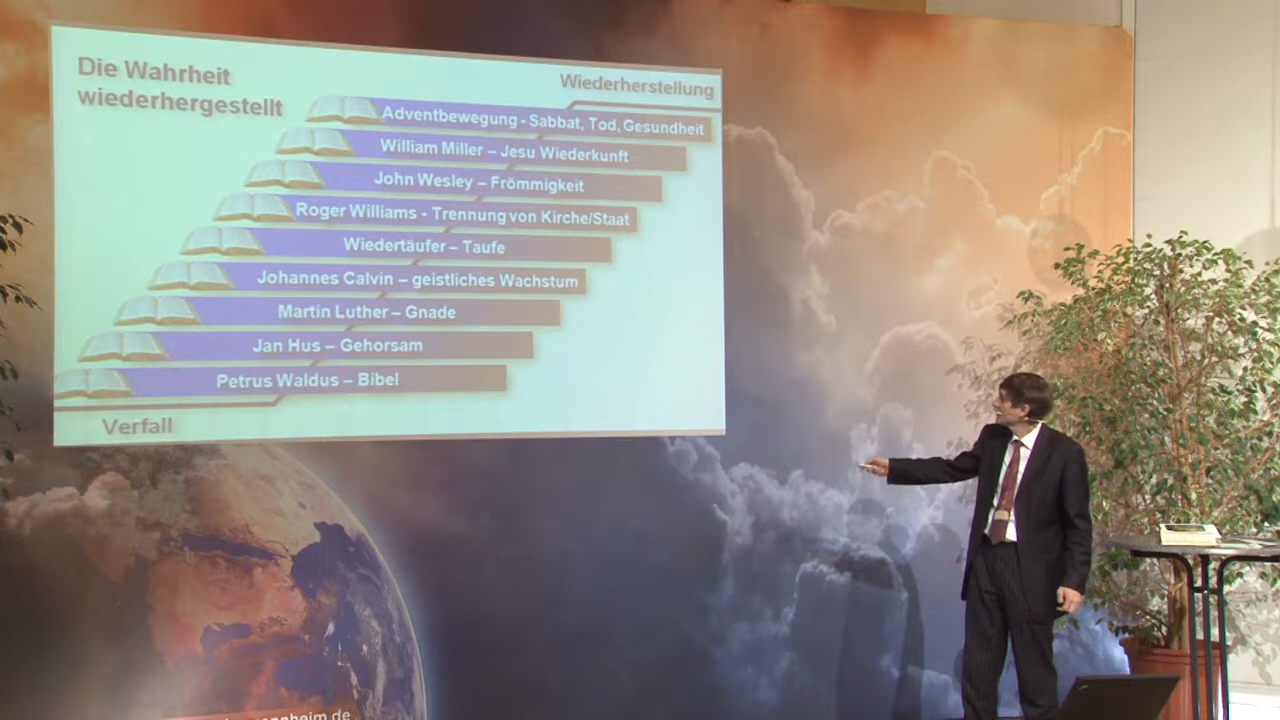 Die Wahrheit
wiederhergestellt
Wiederherstellung
Adventbewegung - Sabbat, Tod, Gesundheit
William Miller – Jesu Wiederkunft
John Wesley – Frömmigkeit
Roger Williams - Trennung von Kirche/Staat
Wiedertäufer – Taufe
Johannes Calvin – geistliches Wachstum
Martin Luther – Gnade
Jan Hus – Gehorsam
Petrus Waldus – Bibel
Verfall